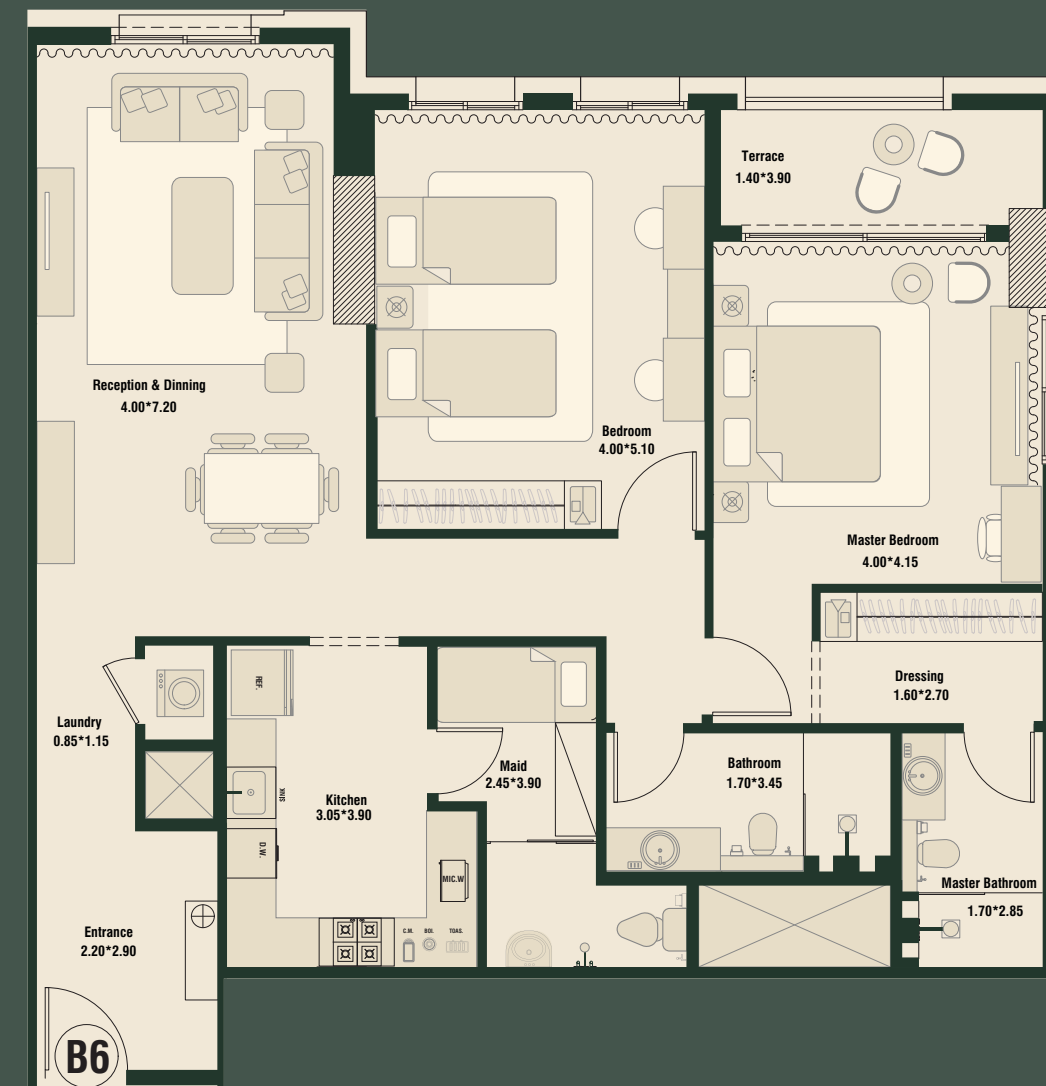 Terrace
1.40*3.90
Reception & Dinning
4.00*7.20
Bedroom
4.00*5.10
Master Bedroom
4.00*4.15
REF.
Dressing
1.60*2.70
Laundry
0.85*1.15
Maid
2.45*3.90
Bathroom
1.70*3.45
SINK
Kitchen
3.05*3.90
D.W.
MIC.W
Master Bathroom
1.70*2.85
C.M.
BOI.
TOAS.
Entrance
2.20*2.90
B6